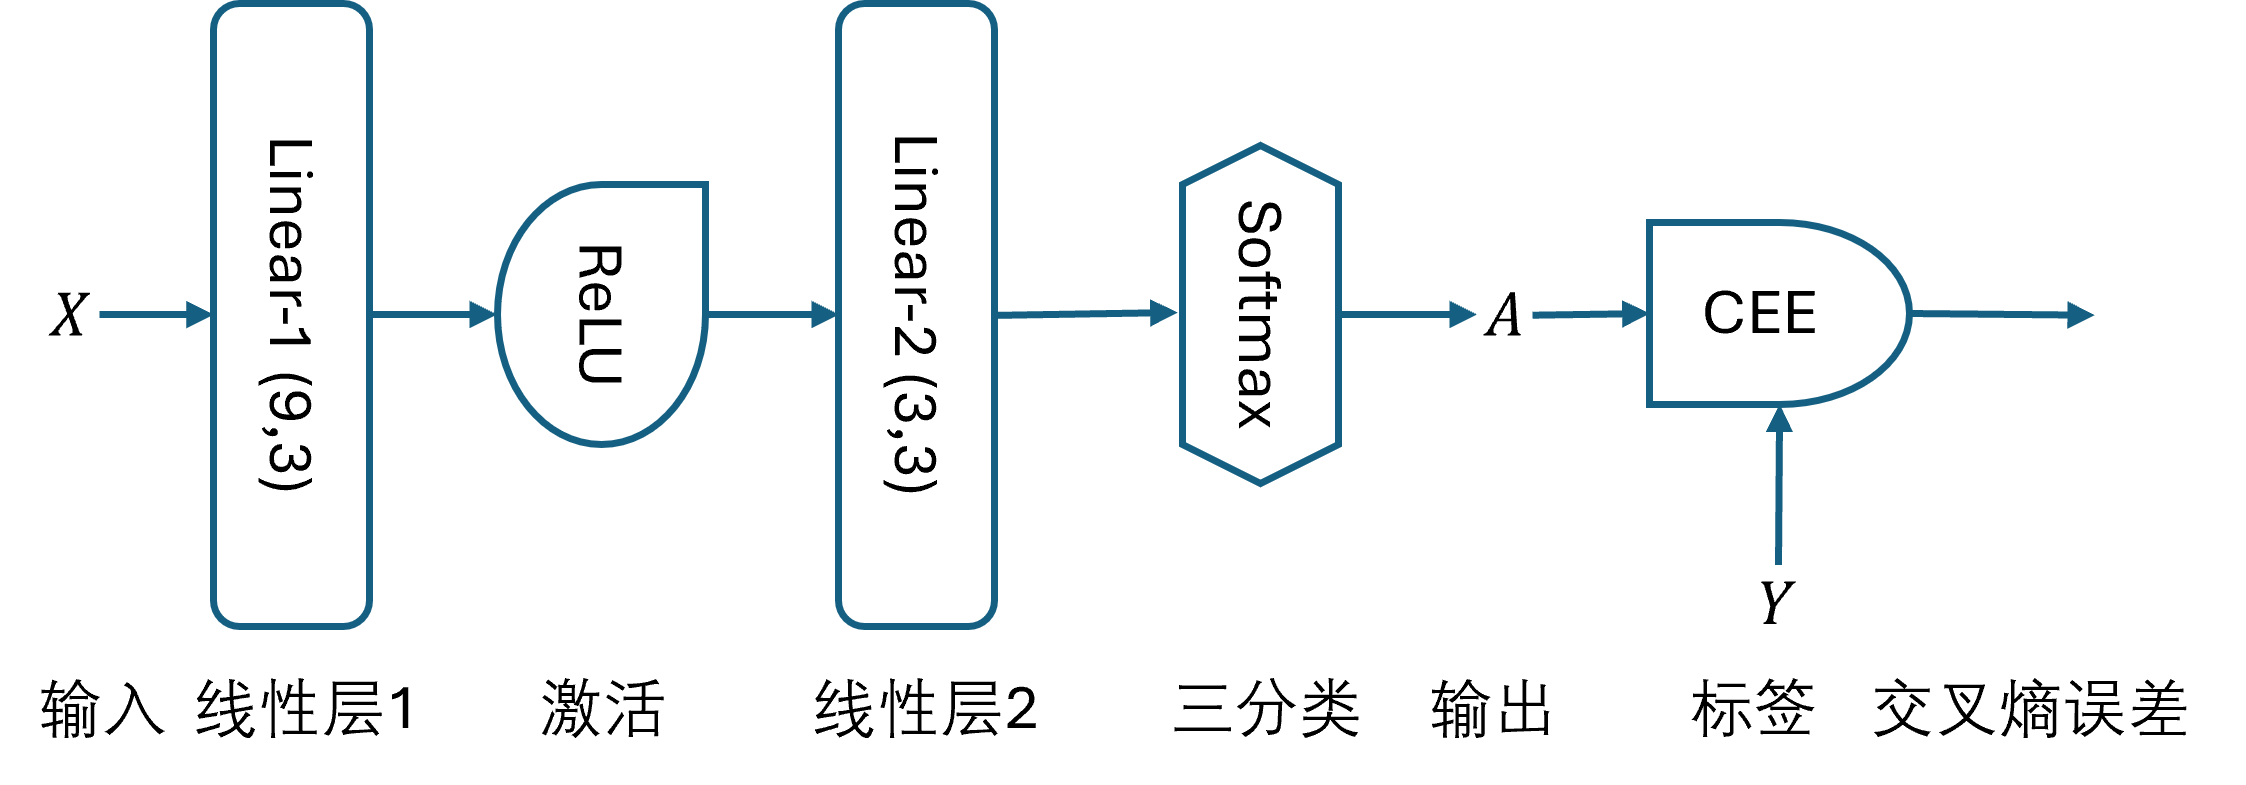 X
Linear-1 (9,3)
ReLU
Linear-2 (3,3)
Softmax
A
CEE
Y
输入
线性层1
激活
线性层2
三分类
输出
标签
交叉熵误差